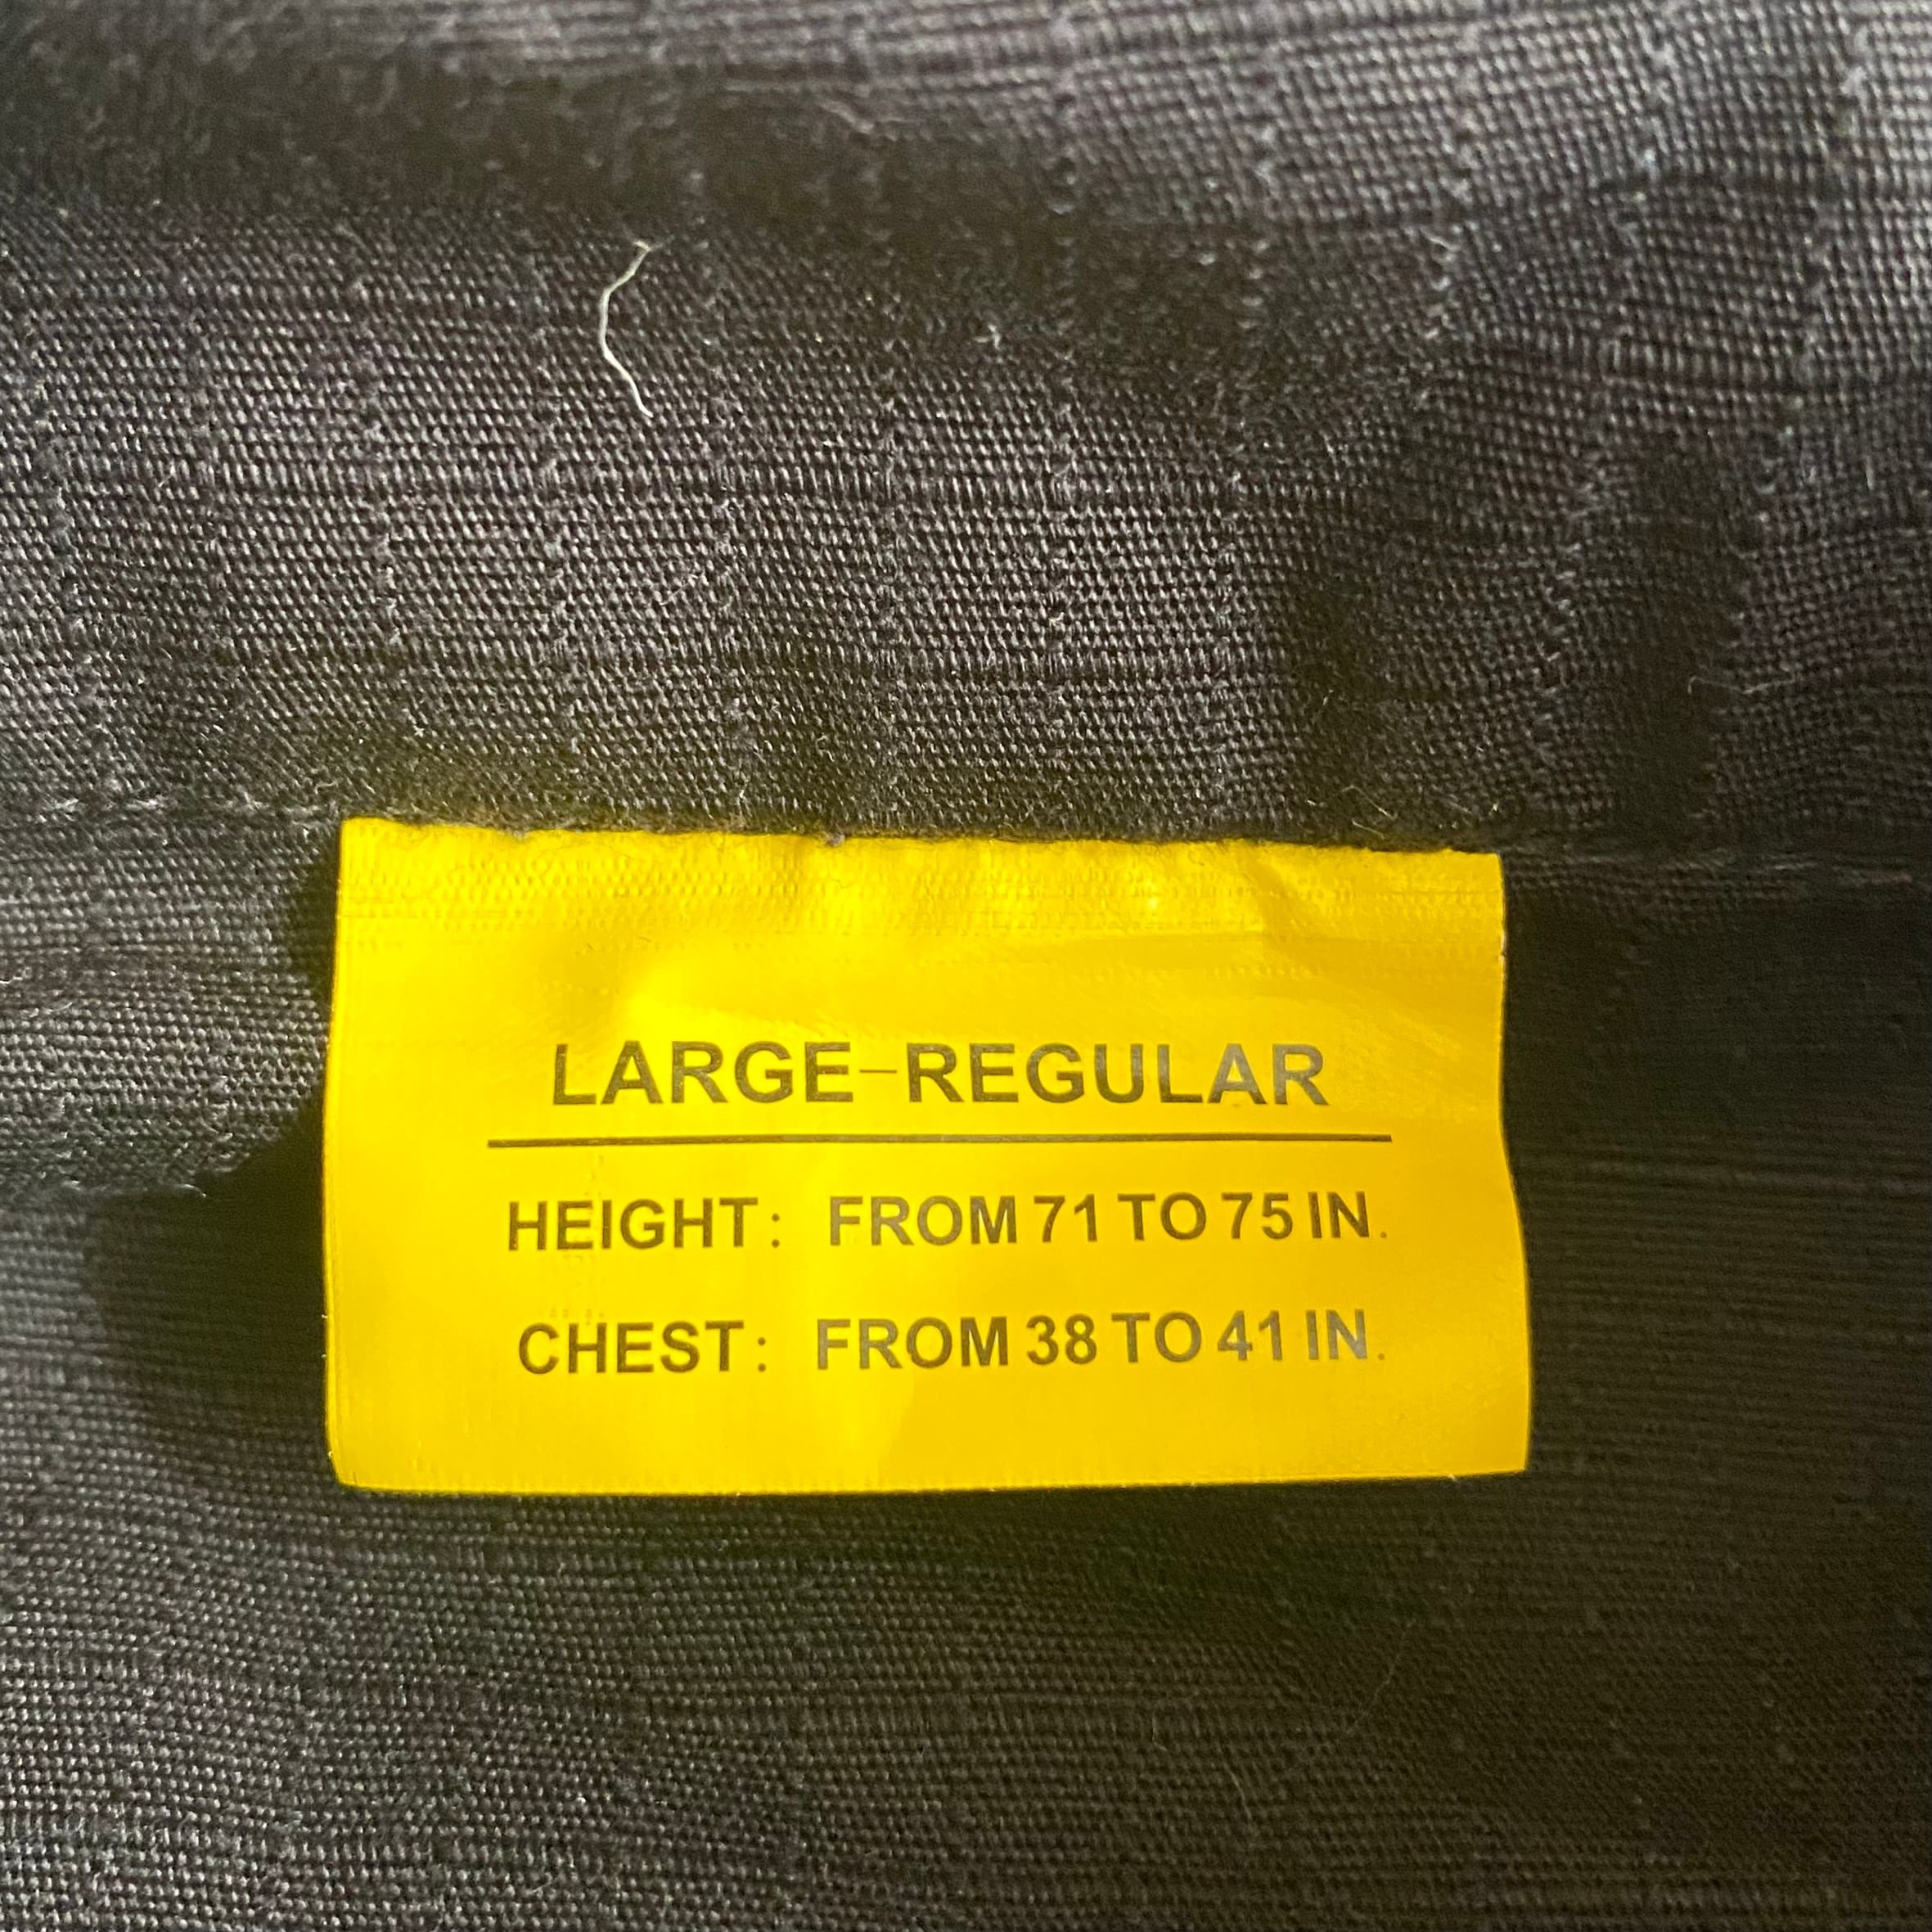 LARGE-REGULAR
HEIGHT: FROM 71 TO 75 IN.
CHEST: FROM 38 TO 41 IN.